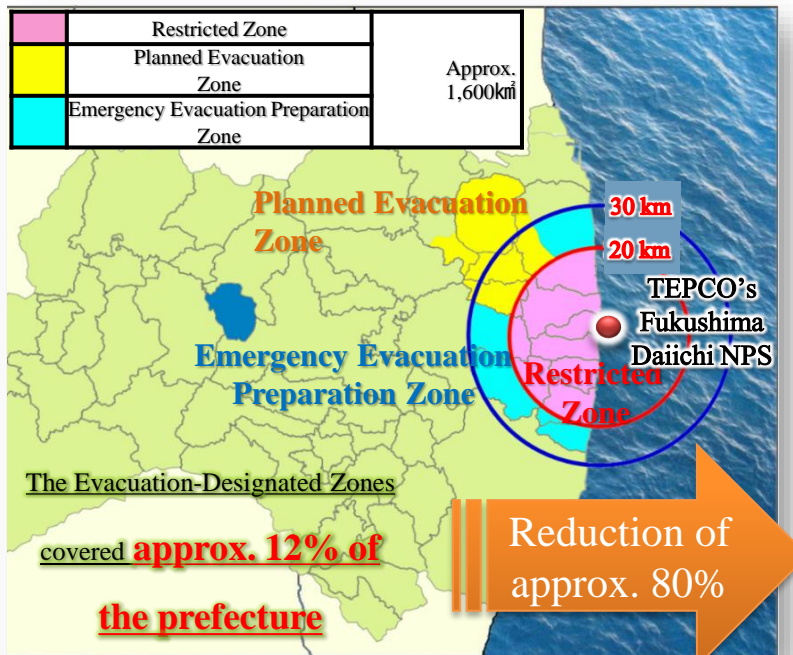 Restricted Zone
Planned Evacuation
Zone
Emergency Evacuation Preparation
Zone
Approx.
1,600㎢
Planned Evacuation
Zone
30 km
20 km
TEPCO's
Fukushima
Daiichi NPS
Emergency Evacuation
Preparation Zone
Restricted
Zone
The Evacuation-Designated Zones
covered approx. 12% of
the prefecture
Reduction of
approx. 80%